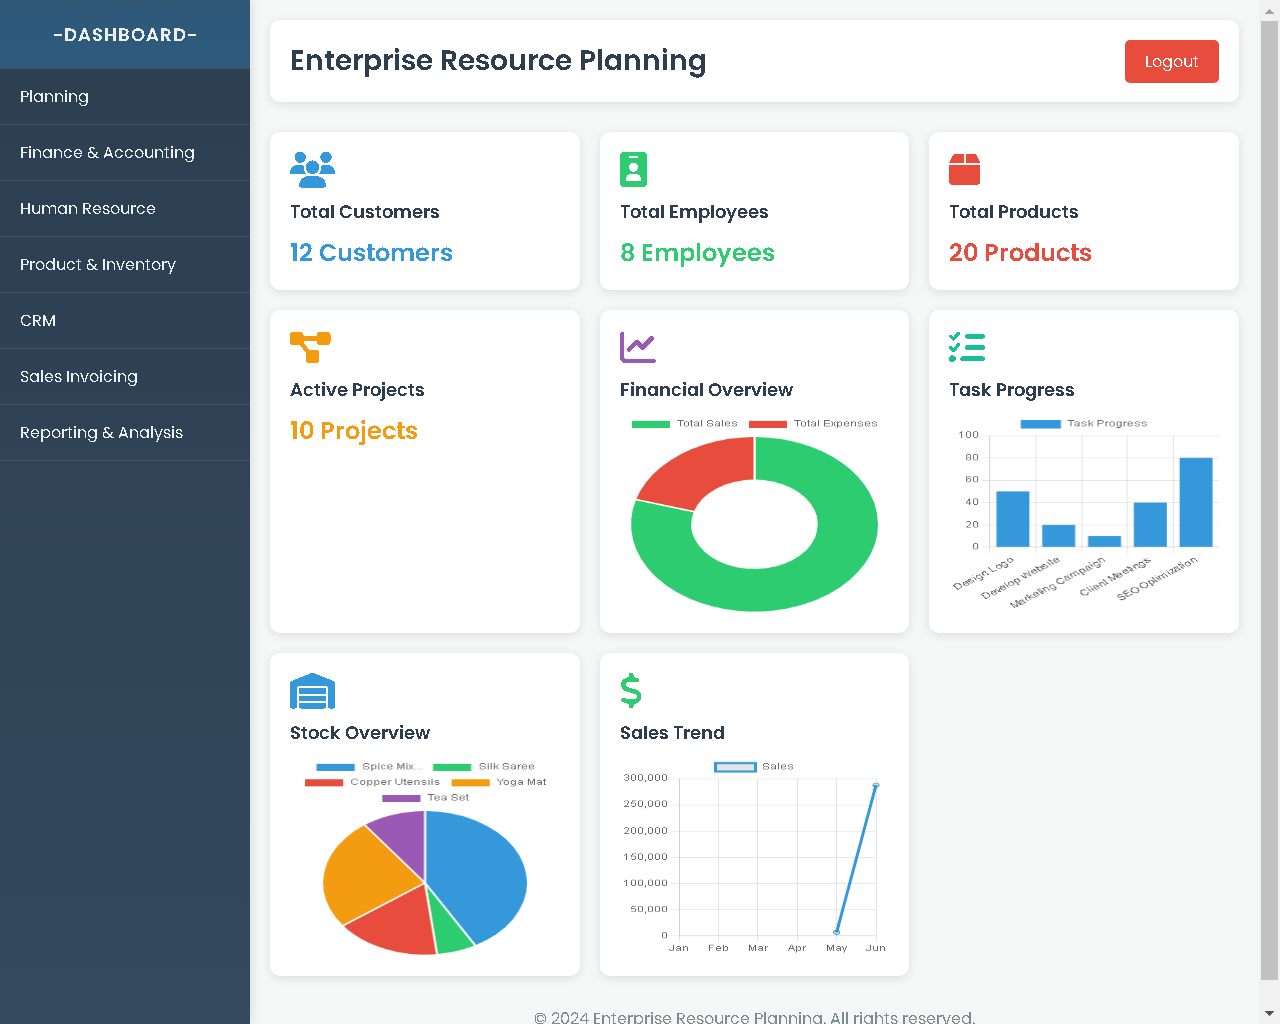 -DASHBOARD-
Planning
Finance & Accounting
Human Resource
Product & Inventory
CRM
Sales Invoicing
Reporting & Analysis
Enterprise Resource Planning
Logout
Total Customers
12 Customers
Total Employees
8 Employees
Total Products
20 Products
Active Projects
10 Projects
Financial Overview
Total Sales Total Expenses
Task Progress
Task Progress
100
80
60
40
20
0
Design Logo Develop Website Marketing Campaign Client Meetings SEO Optimization
Stock Overview
Spice Mix... Silk Saree
Copper Utensils Yoga Mat
Tea Set
Sales Trend
Sales
300,000
250,000
200,000
150,000
100,000
50,000
0
Jan Feb Mar Apr May Jun
© 2024 Enterprise Resource Planning. All rights reserved.